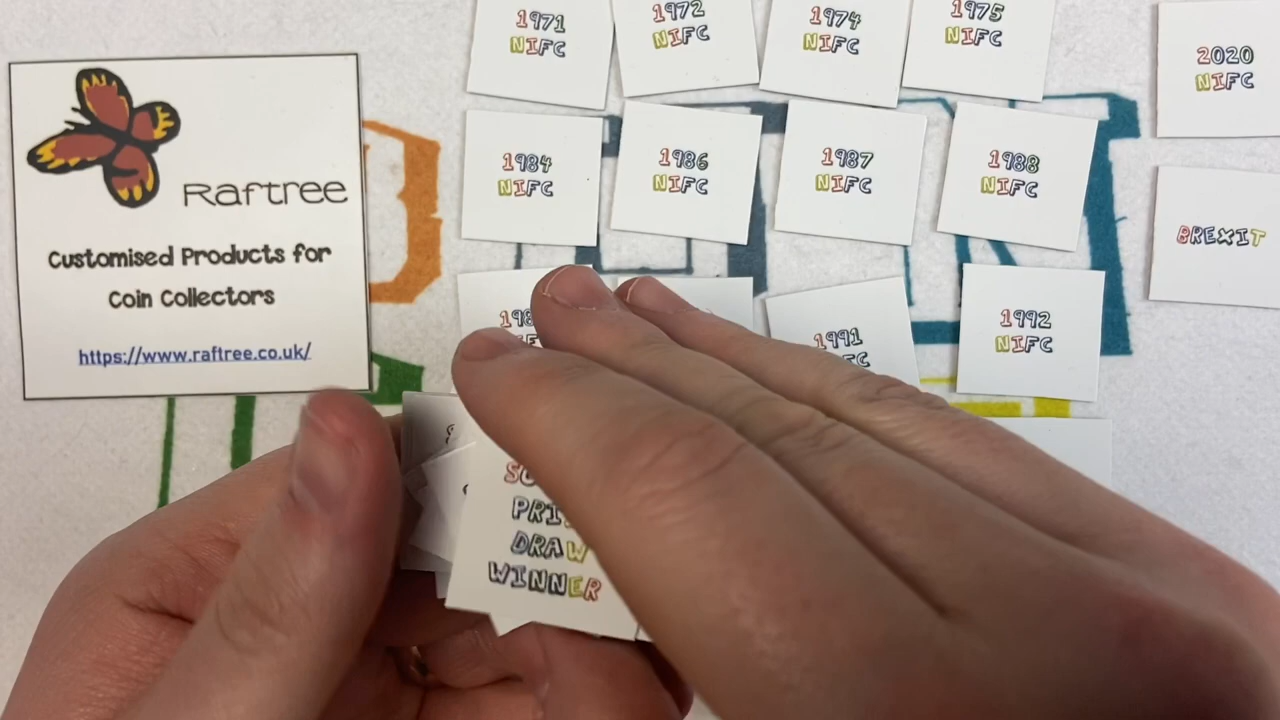 Raftree
Customised Products for
Coin Collectors
https://www.raftree.co.uk/
1971
NIFC
1972
NIFC
1974
NIFC
1975
NIFC
2020
NIFC
1984
NIFC
1986
NIFC
1987
NIFC
1988
NIFC
BREXIT
1991
1992
NIFC
DRAW
WINNER